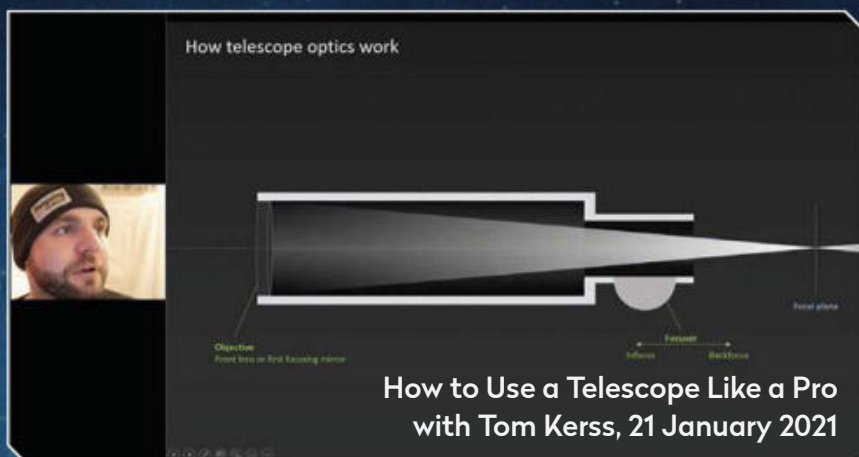 How telescope optics work
Objective
Front lens or first focusing mirror
Focuser
Infocus
Backfocus
Focal plane
How to Use a Telescope Like a Pro
with Tom Kerss, 21 January 2021